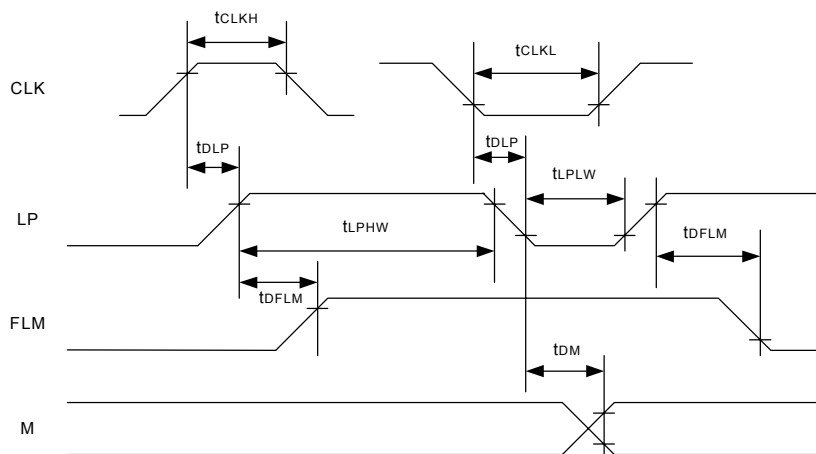 tCLKH
tCLKL
CLK
tDLP
tDLP
tLPLW
LP
tLPHW
tDFLM
tDFLM
FLM
tDM
M